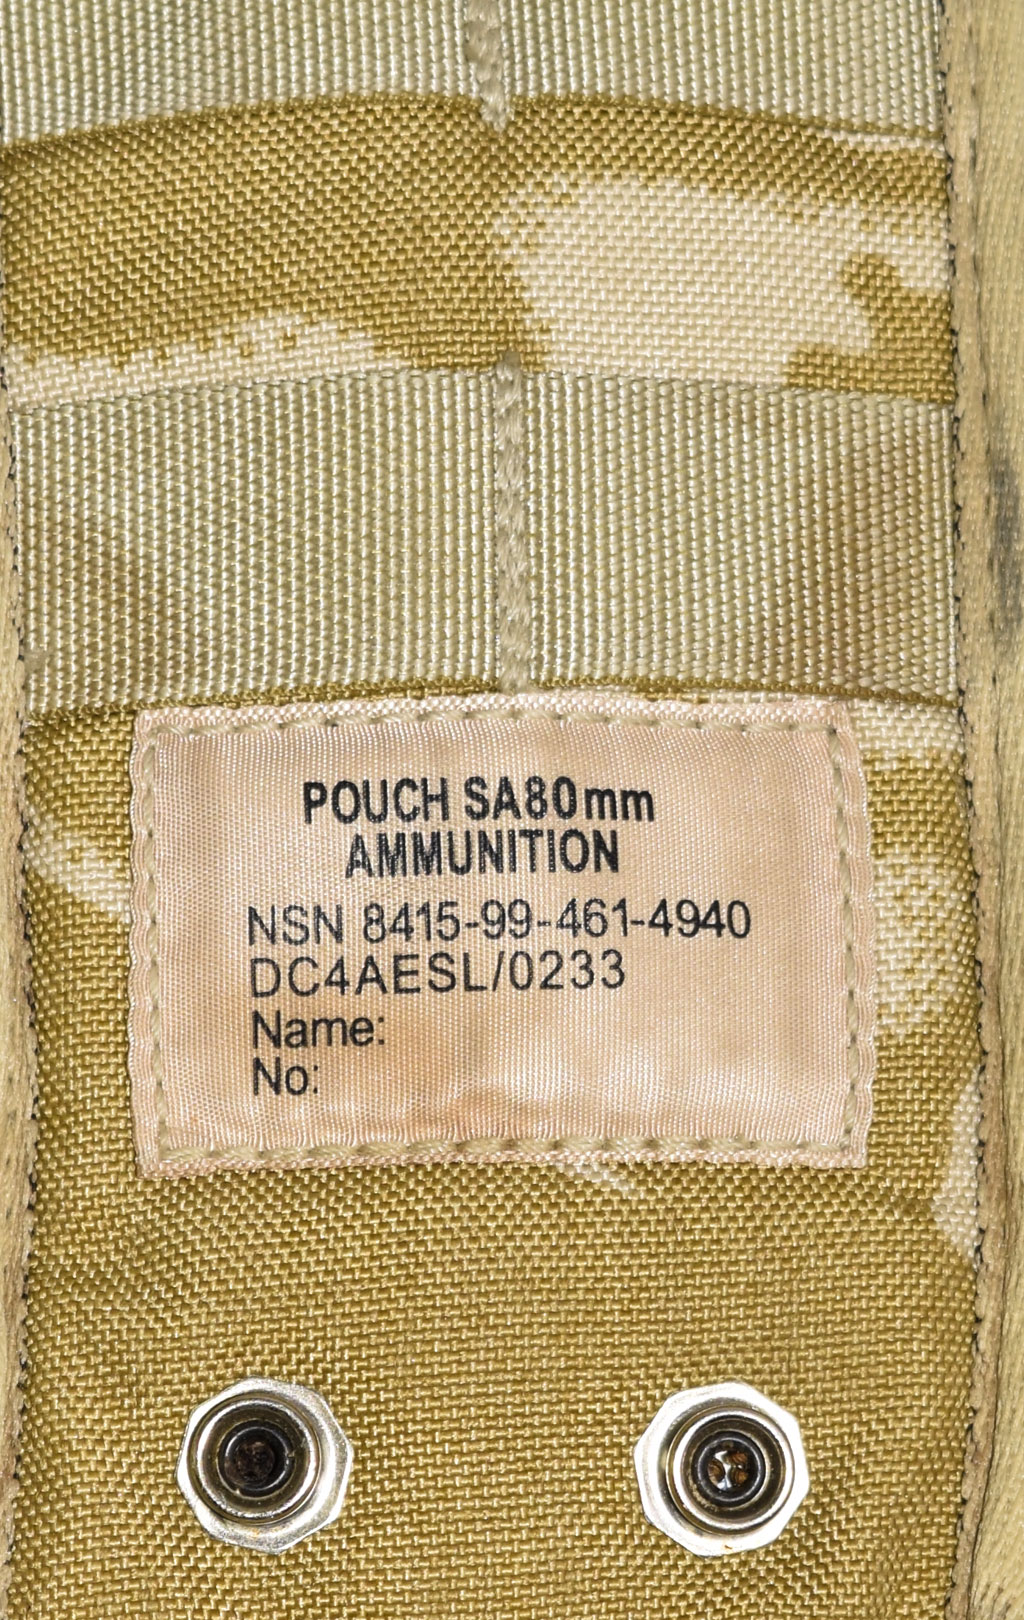 POUCH SA80mm
AMMUNITION
NSN 8415-99-461-4940
DC4AESL/0233
Name:
No: